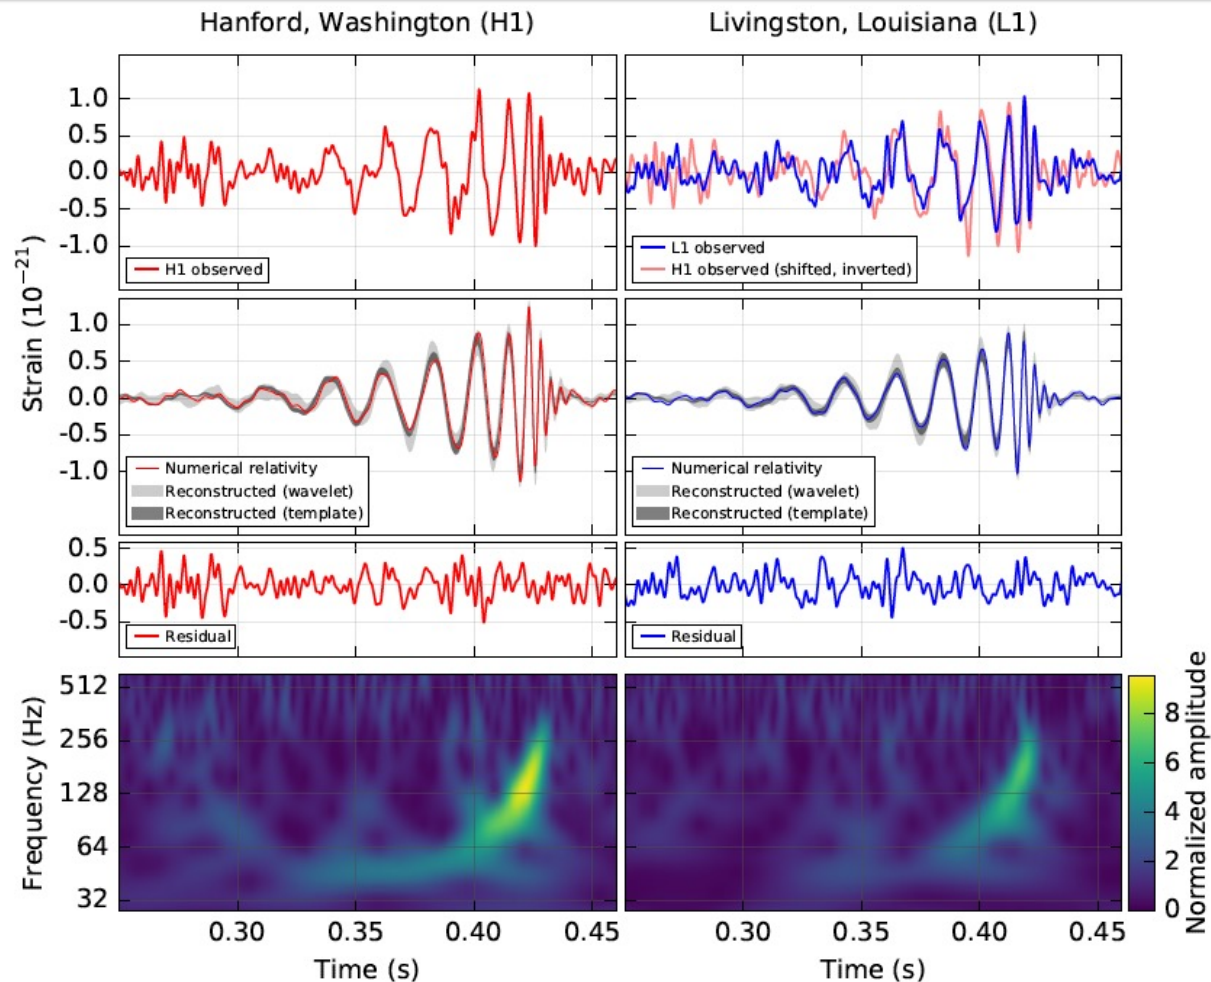 Hanford, Washington (H1)
Livingston, Louisiana (L1)
Strain (10⁻²¹)
1.0
0.5
0.0
-0.5
-1.0
H1 observed
L1 observed
H1 observed (shifted, inverted)
1.0
0.5
0.0
-0.5
-1.0
Numerical relativity
Reconstructed (wavelet)
Reconstructed (template)
Numerical relativity
Reconstructed (wavelet)
Reconstructed (template)
0.5
0.0
-0.5
Residual
Residual
Frequency (Hz)
512
256
128
64
32
Normalized amplitude
8
6
4
2
0
0.30 0.35 0.40 0.45
0.30 0.35 0.40 0.45
Time (s)
Time (s)